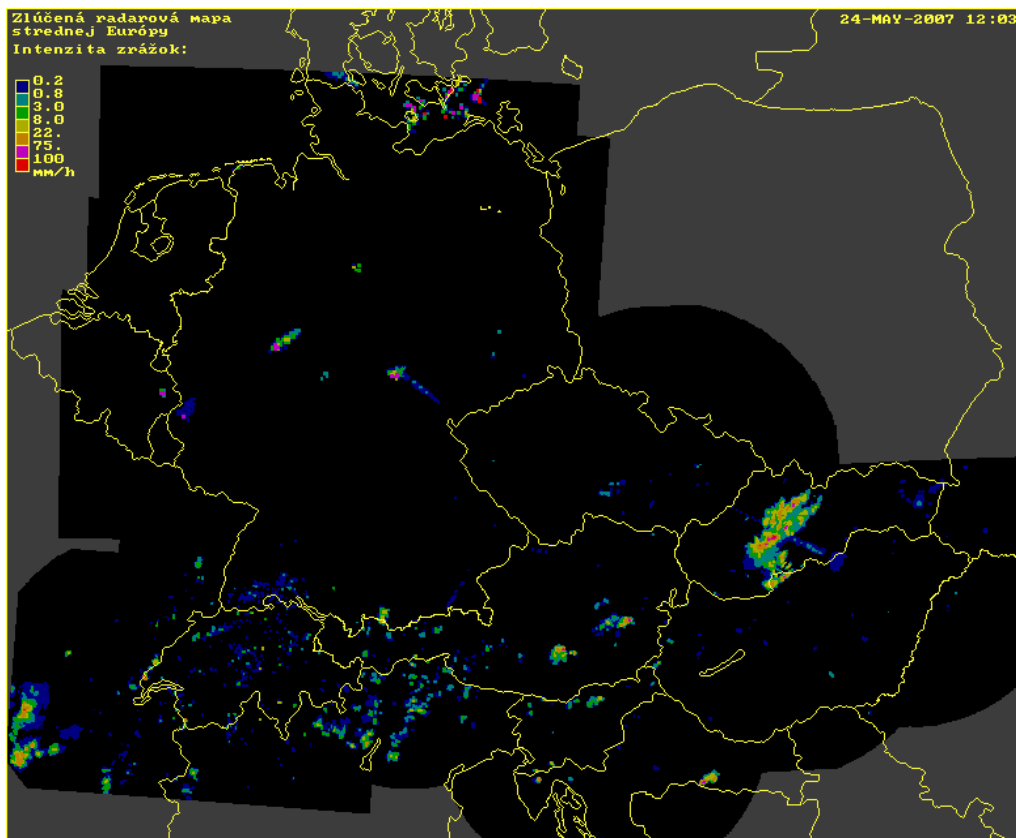 Zlúčená radarová mapa
strednej Európy
Intenzita zrážok:
24-MAY-2007 12:03
0.2
0.8
3.0
8.0
22.
75.
100
MM/h